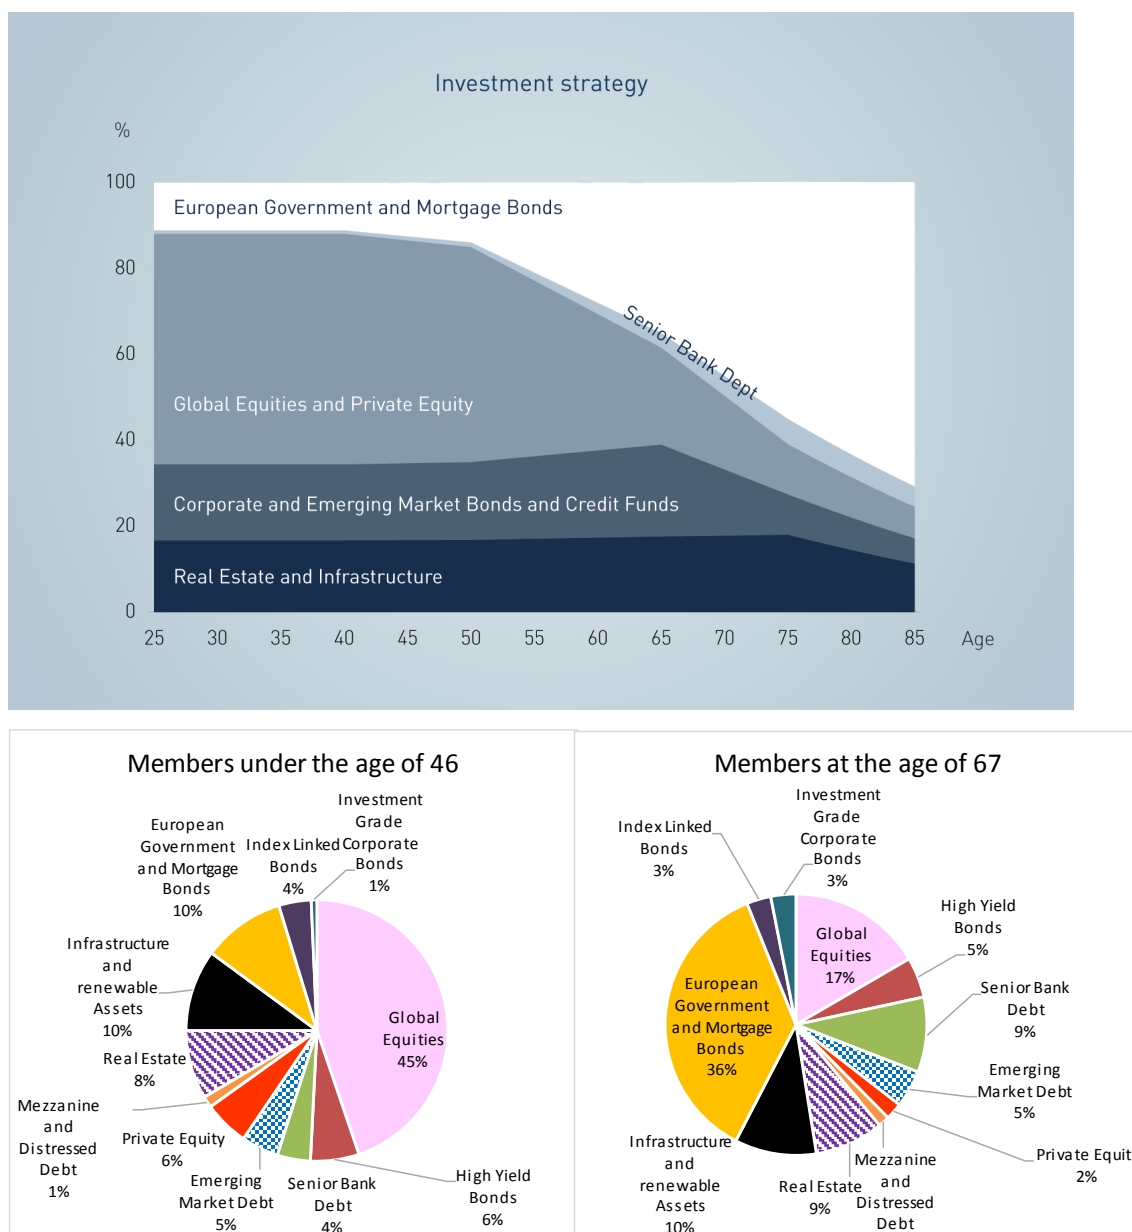 Investment strategy
%
100
European Government and Mortgage Bonds
80
Senior Bank Dept
60
Global Equities and Private Equity
40
Corporate and Emerging Market Bonds and Credit Funds
20
Real Estate and Infrastructure
0
25 30 35 40 45 50 55 60 65 70 75 80 85 Age
Members under the age of 46
Investment
Grade
Corporate
Bonds
1%
Index Linked
Bonds
4%
European
Government
and Mortgage
Bonds
10%
Infrastructure
and
renewable
Assets
10%
Real Estate
8%
Mezzanine
and
Distressed
Debt
1%
Private Equity
6%
Emerging
Market Debt
5%
Senior Bank
Debt
4%
High Yield
Bonds
6%
Global
Equities
45%
Members at the age of 67
Investment
Grade
Corporate
Bonds
3%
Index Linked
Bonds
3%
Global
Equities
17%
High Yield
Bonds
5%
Senior Bank
Debt
9%
Emerging
Market Debt
5%
Private Equit
2%
Mezzanine
and
Distressed
Debt
Real Estate
9%
Infrastructure
and
renewable
Assets
10%
European
Government
and Mortgage
Bonds
36%